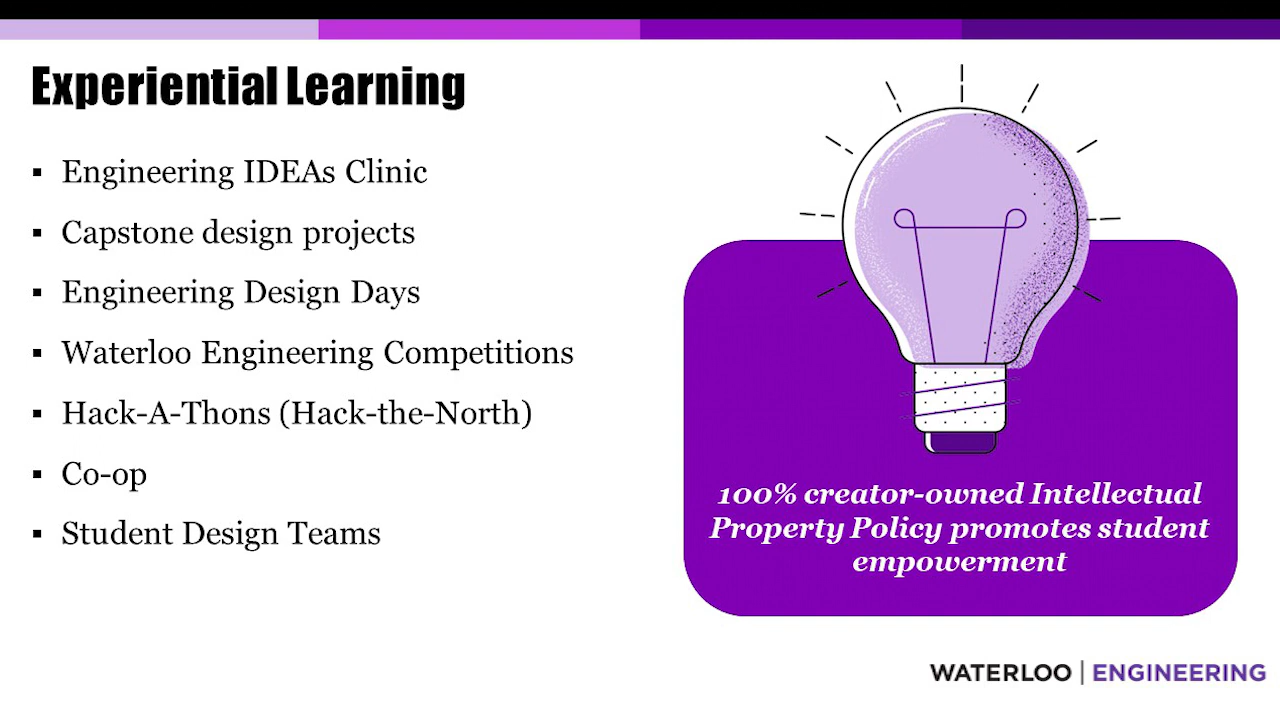 Experiential Learning
▪ Engineering IDEAs Clinic
▪ Capstone design projects
▪ Engineering Design Days
▪ Waterloo Engineering Competitions
▪ Hack-A-Thons (Hack-the-North)
▪ Co-op
▪ Student Design Teams
100% creator-owned Intellectual
Property Policy promotes student
empowerment
WATERLOO | ENGINEERING